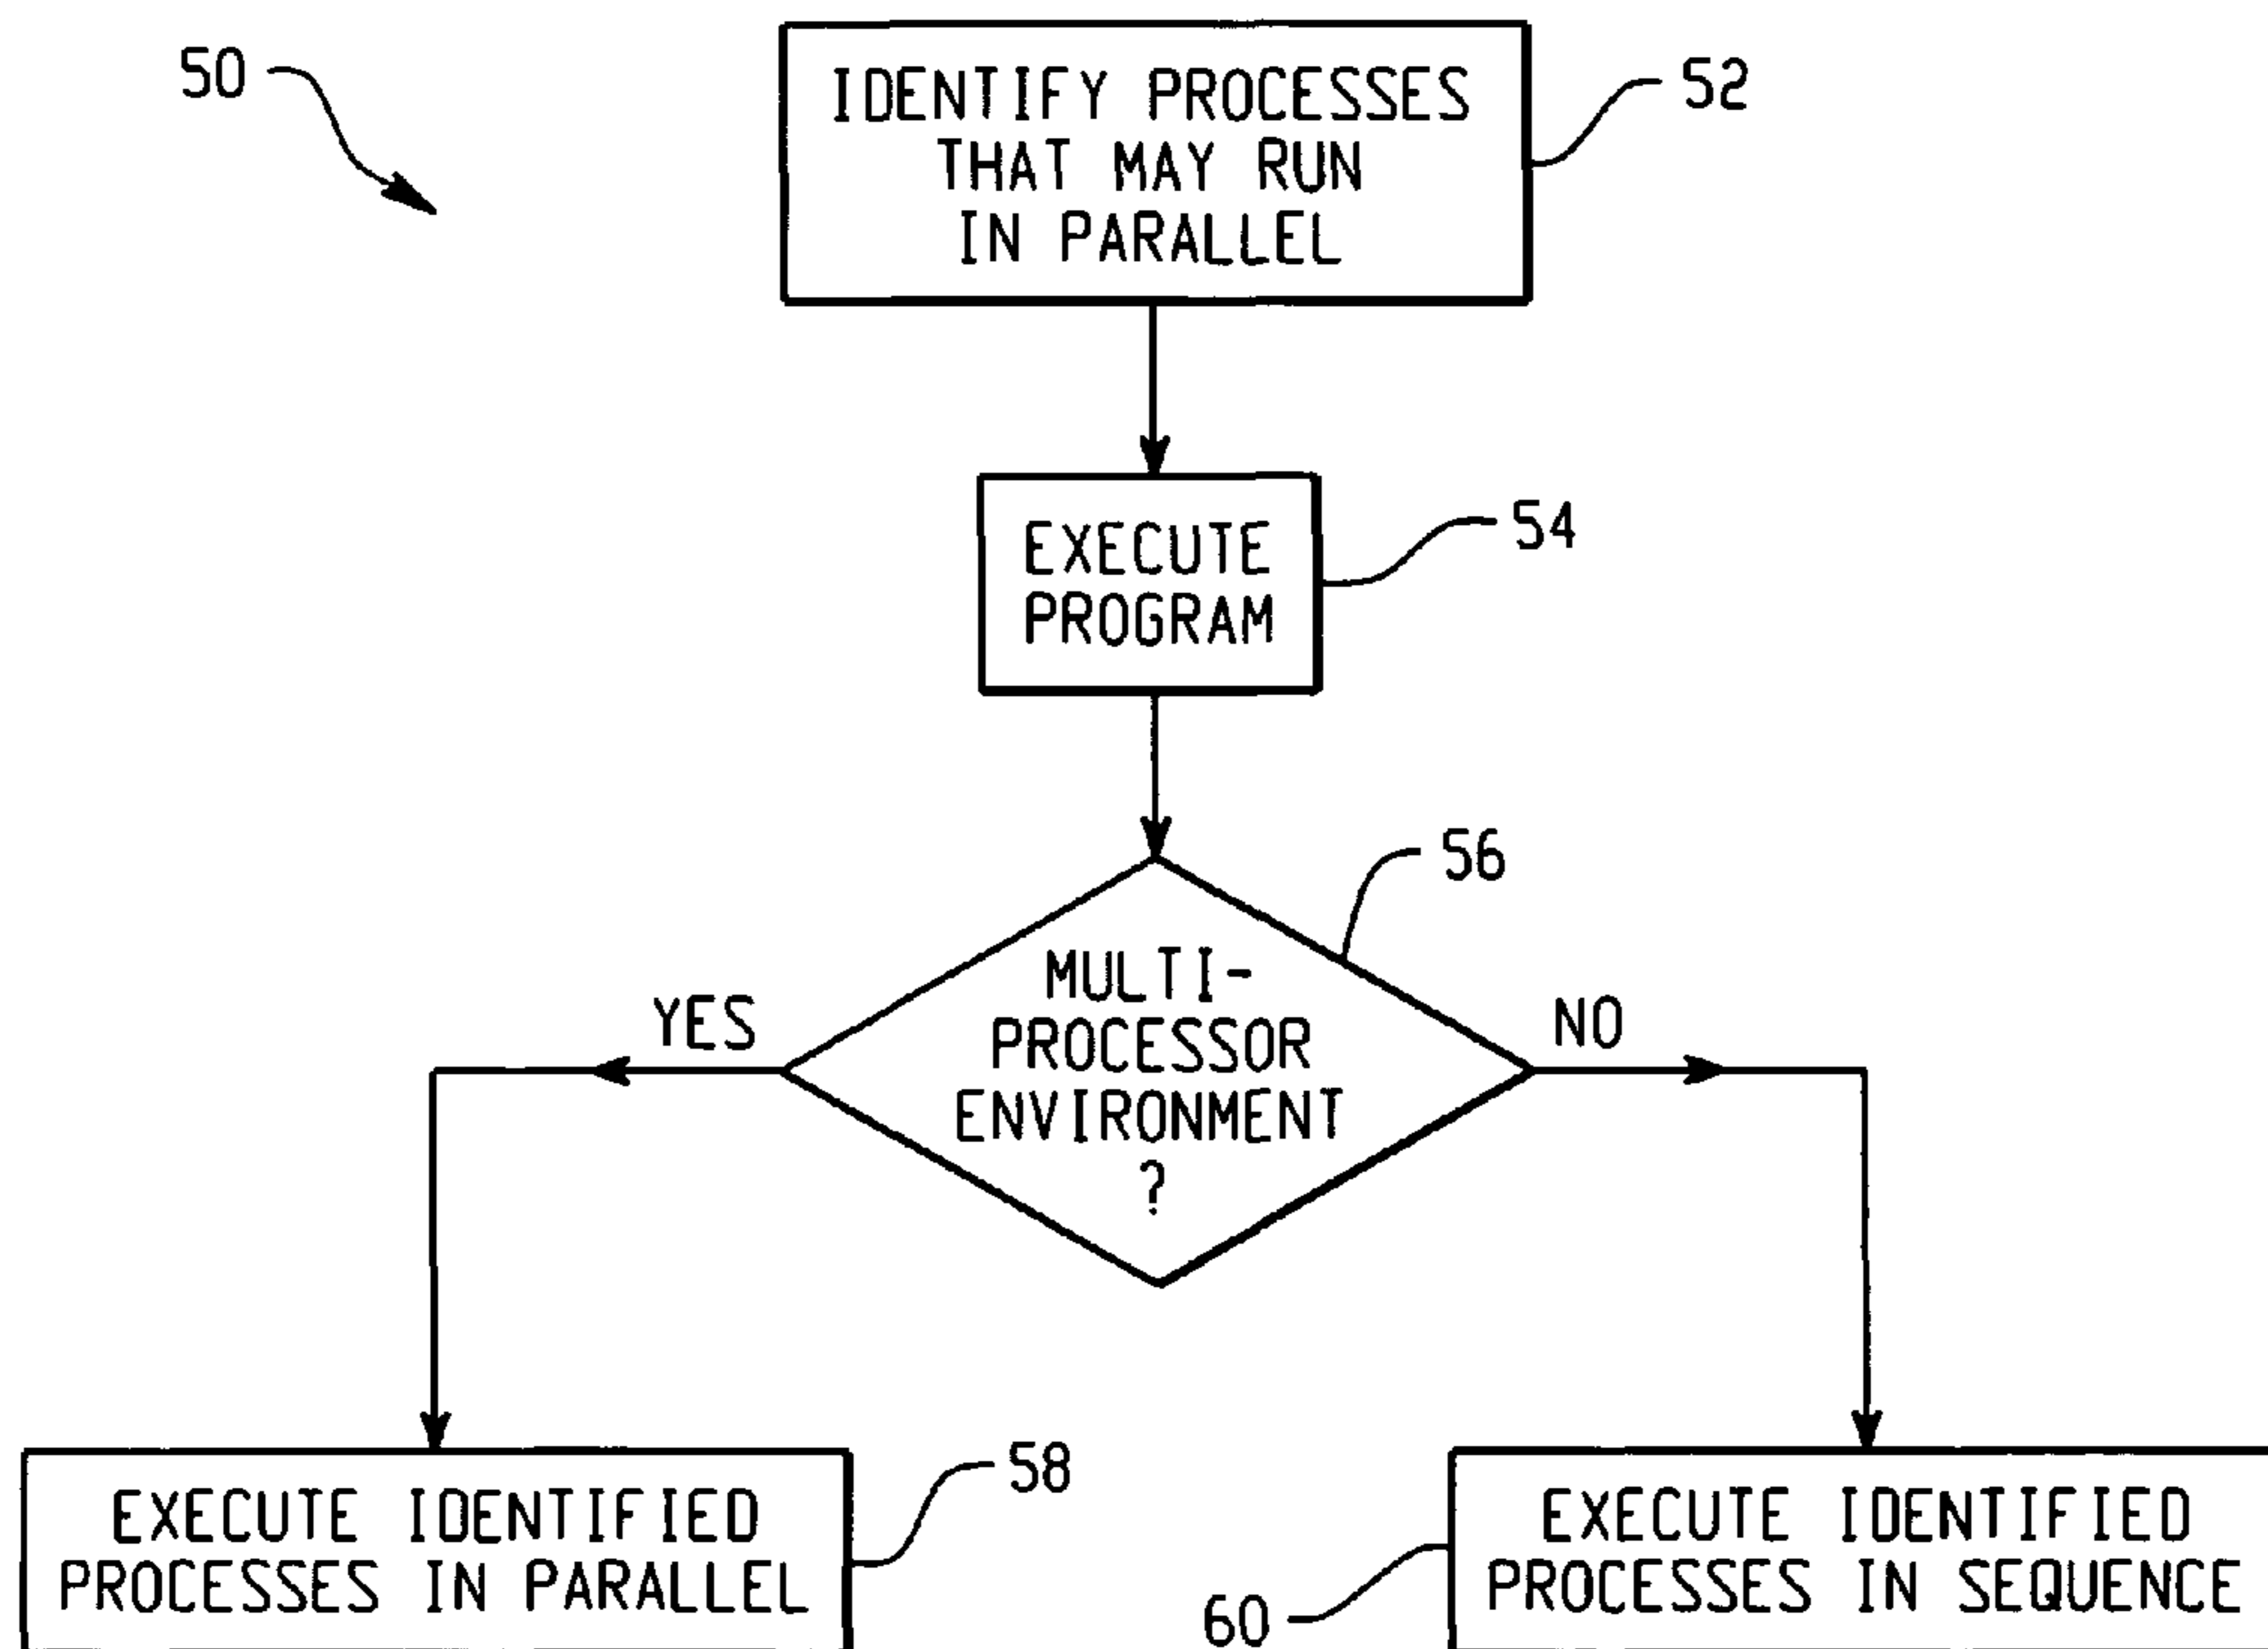 50
IDENTIFY PROCESSES
THAT MAY RUN
IN PARALLEL
52
EXECUTE
PROGRAM
54
56
MULTI-
PROCESSOR
ENVIRONMENT
?
YES
NO
EXECUTE IDENTIFIED
PROCESSES IN PARALLEL
58
EXECUTE IDENTIFIED
PROCESSES IN SEQUENCE
60